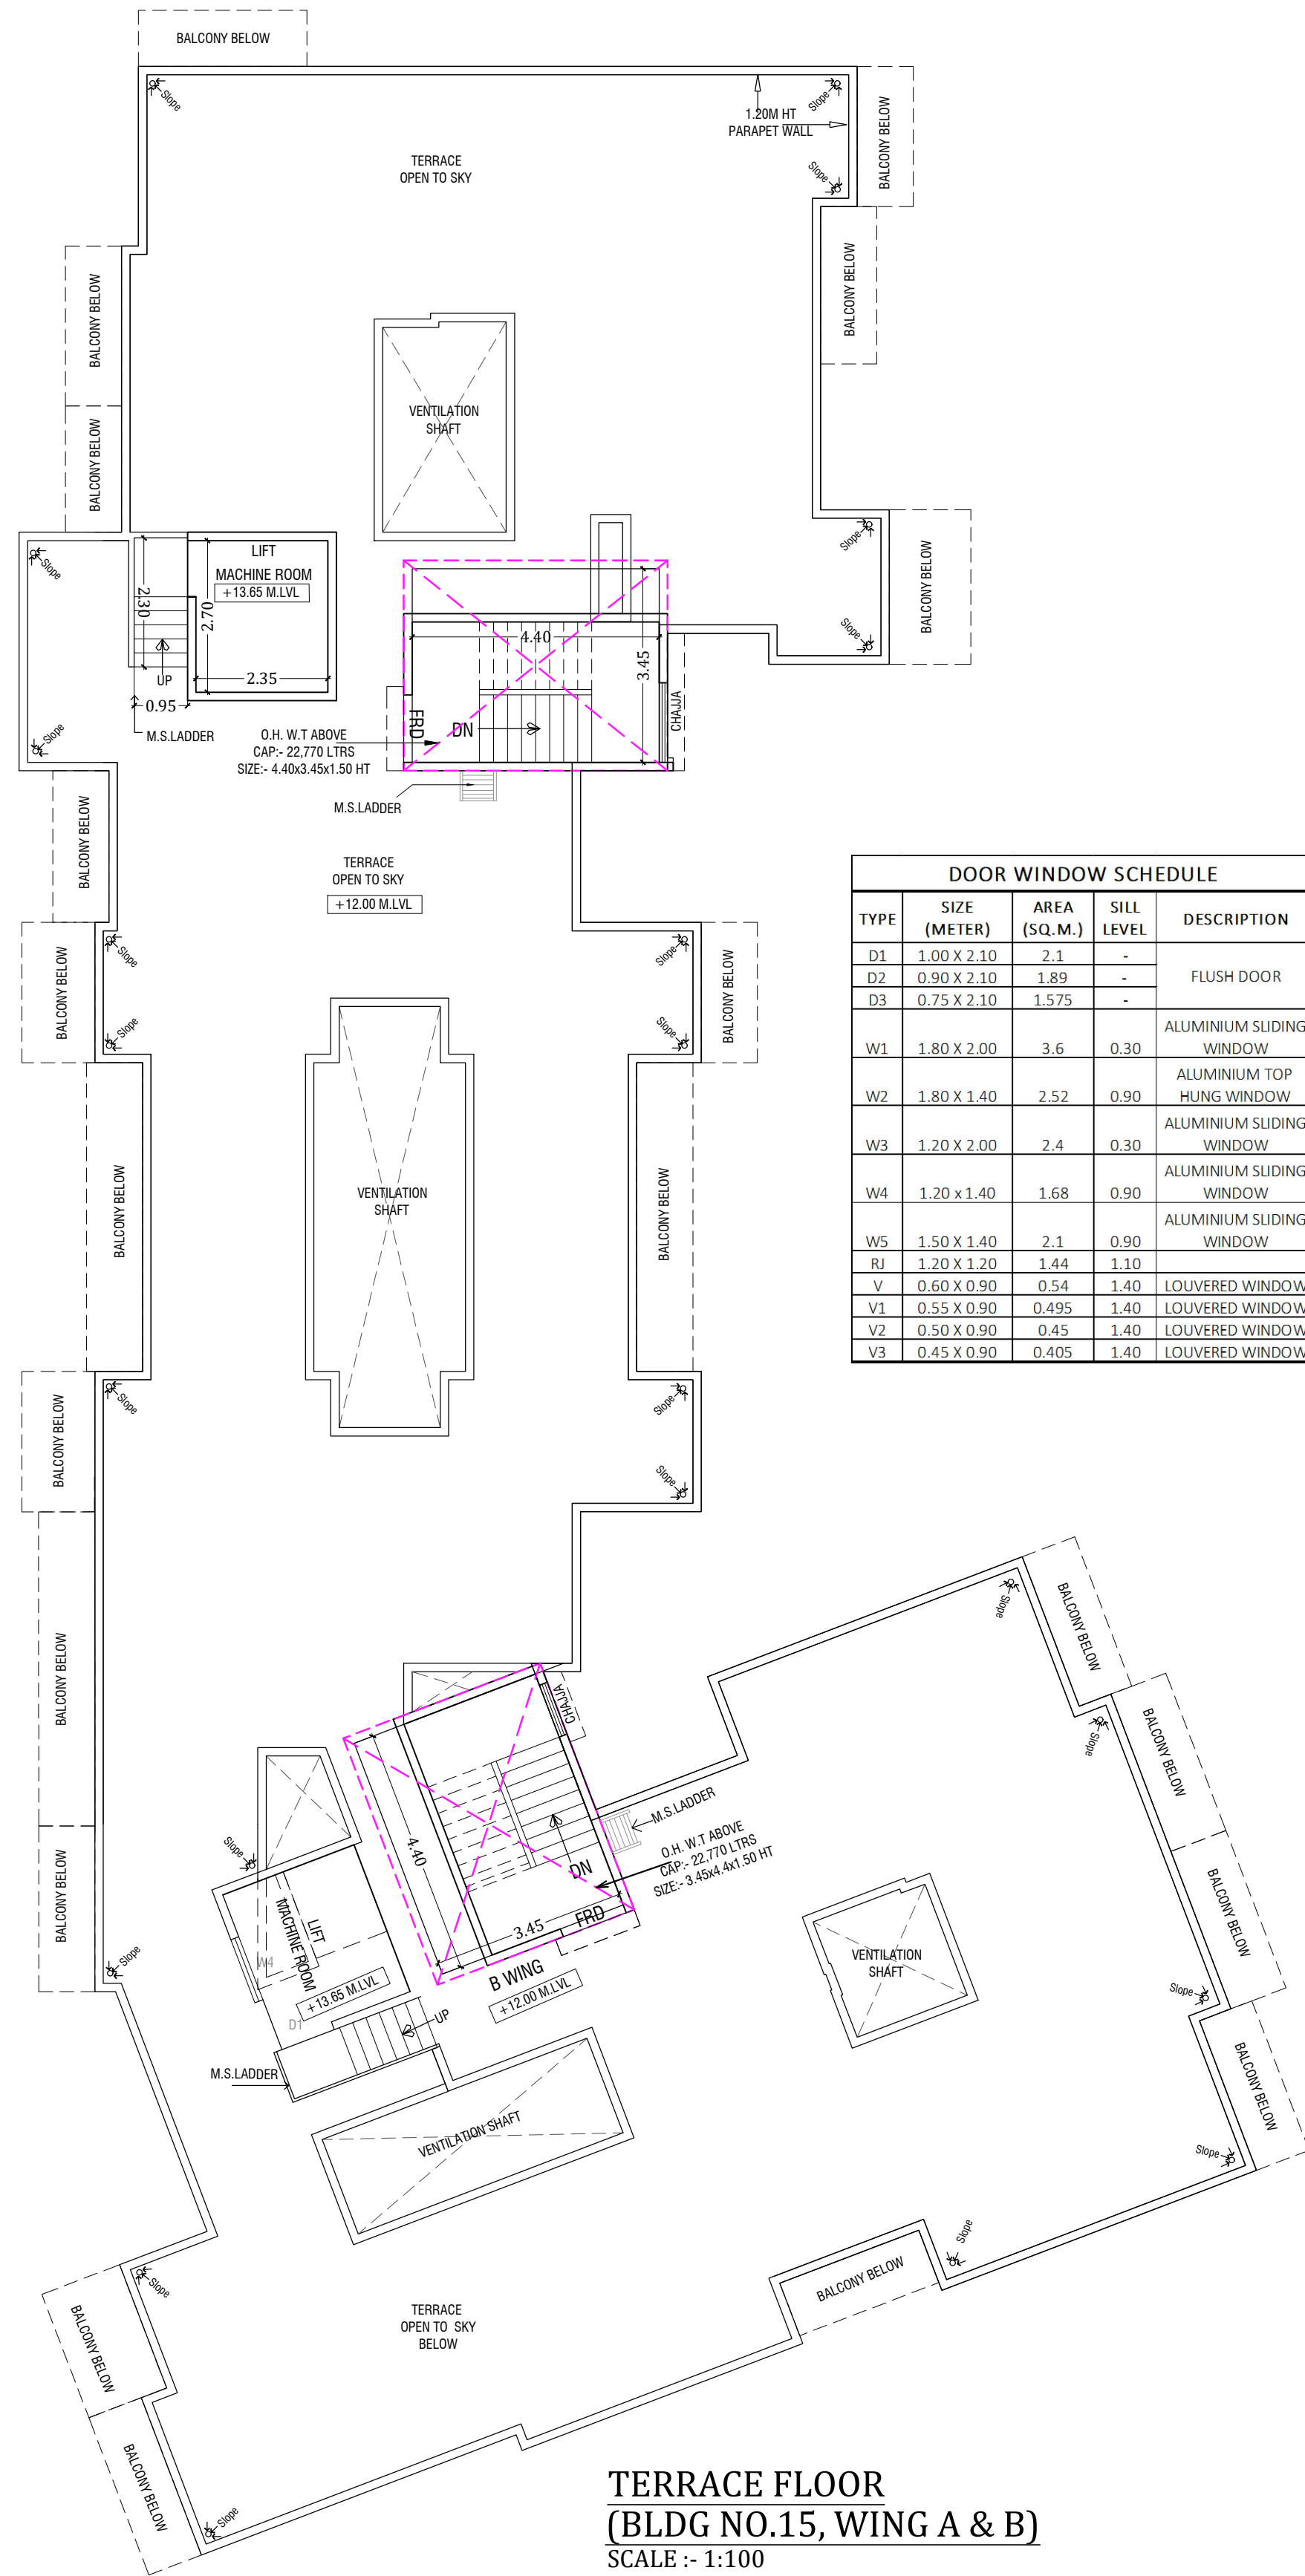 BALCONY BELOW
Slope
Slope
1.20M HT
PARAPET WALL
BALCONY BELOW
TERRACE
OPEN TO SKY
Slope
BALCONY BELOW
BALCONY BELOW
VENTILATION
SHAFT
BALCONY BELOW
Slope
Slope
BALCONY BELOW
LIFT
MACHINE ROOM
+13.65 M.LVL
2.30
2.70
2.35
UP
0.95
M.S.LADDER
Slope
4.40
3.45
Slope
CHAJJA
FRD
DN
O.H. W.T ABOVE
CAP:- 22,770 LTRS
SIZE:- 4.40x3.45x1.50 HT
M.S.LADDER
BALCONY BELOW
TERRACE
OPEN TO SKY
+12.00 M.LVL
DOOR WINDOW SCHEDULE
TYPE SIZE (METER) AREA (SQ.M.) SILL LEVEL DESCRIPTION
D1 1.00 X 2.10 2.1 -
D2 0.90 X 2.10 1.89 - FLUSH DOOR
D3 0.75 X 2.10 1.575 -
W1 1.80 X 2.00 3.6 0.30 ALUMINIUM SLIDING WINDOW
W2 1.80 X 1.40 2.52 0.90 ALUMINIUM TOP HUNG WINDOW
W3 1.20 X 2.00 2.4 0.30 ALUMINIUM SLIDING WINDOW
W4 1.20 x 1.40 1.68 0.90 ALUMINIUM SLIDING WINDOW
W5 1.50 X 1.40 2.1 0.90 ALUMINIUM SLIDING WINDOW
RJ 1.20 X 1.20 1.44 1.10
V 0.60 X 0.90 0.54 1.40 LOUVERED WINDOW
V1 0.55 X 0.90 0.495 1.40 LOUVERED WINDOW
V2 0.50 X 0.90 0.45 1.40 LOUVERED WINDOW
V3 0.45 X 0.90 0.405 1.40 LOUVERED WINDOW
BALCONY BELOW
Slope
Slope
BALCONY BELOW
Slope
Slope
BALCONY BELOW
VENTILATION
SHAFT
BALCONY BELOW
BALCONY BELOW
Slope
Slope
Slope
BALCONY BELOW
Slope
BALCONY BELOW
CHAJJA
Slope
BALCONY BELOW
M.S.LADDER
O.H. W.T ABOVE
CAP:- 22,770 LTRS
SIZE:- 3.45x4.4x1.50 HT
4.40
DN
3.45
FRD
Slope
BALCONY BELOW
BALCONY BELOW
LIFT
MACHINE ROOM
W4
+13.65 M.LVL
B WING
+12.00 M.LVL
VENTILATION
SHAFT
Slope
Slope
D1
UP
M.S.LADDER
BALCONY BELOW
VENTILATION SHAFT
Slope
Slope
Slope
BALCONY BELOW
BALCONY BELOW
TERRACE
OPEN TO SKY
BELOW
BALCONY BELOW
Slope
TERRACE FLOOR
(BLDG NO.15, WING A & B)
SCALE :- 1:100